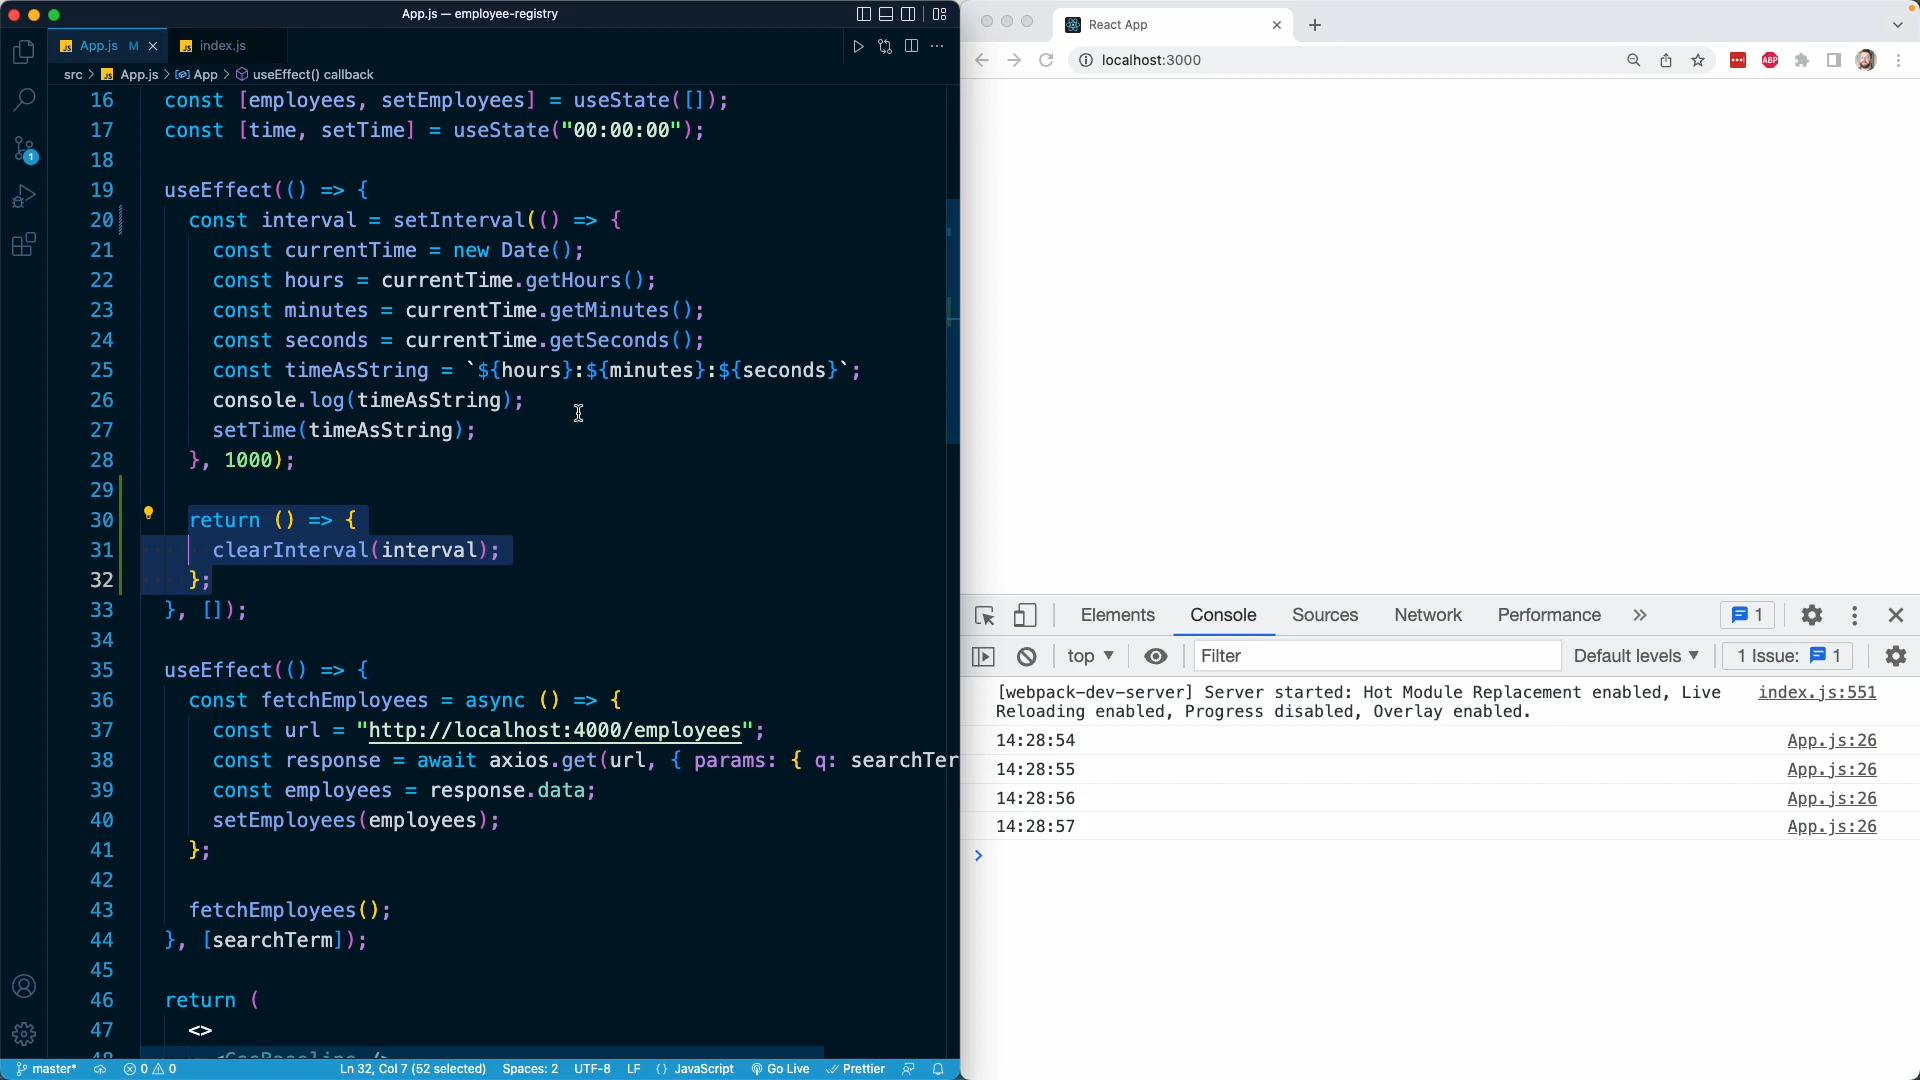 App.js — employee-registry
App.js M
index.js
src > App.js > App > useEffect() callback
16 const [employees, setEmployees] = useState([]);
17 const [time, setTime] = useState("00:00:00");
18
19 useEffect(() => {
20 const interval = setInterval(() => {
21 const currentTime = new Date();
22 const hours = currentTime.getHours();
23 const minutes = currentTime.getMinutes();
24 const seconds = currentTime.getSeconds();
25 const timeAsString = `${hours}:${minutes}:${seconds}`;
26 console.log(timeAsString);
27 setTime(timeAsString);
28 }, 1000);
29
30 return () => {
31 clearInterval(interval);
32 };
33 }, []);
34
35 useEffect(() => {
36 const fetchEmployees = async () => {
37 const url = "http://localhost:4000/employees";
38 const response = await axios.get(url, { params: { q: searchTer
39 const employees = response.data;
40 setEmployees(employees);
41 };
42
43 fetchEmployees();
44 }, [searchTerm]);
45
46 return (
47 <>
48 <CssBaseline />
1
master* 0 0 Ln 32, Col 7 (52 selected) Spaces: 2 UTF-8 LF {} JavaScript Go Live Prettier
React App
localhost:3000
ABP
Elements Console Sources Network Performance » 1
top Filter Default levels 1 Issue: 1
[webpack-dev-server] Server started: Hot Module Replacement enabled, Live index.js:551
Reloading enabled, Progress disabled, Overlay enabled.
14:28:54 App.js:26
14:28:55 App.js:26
14:28:56 App.js:26
14:28:57 App.js:26
>